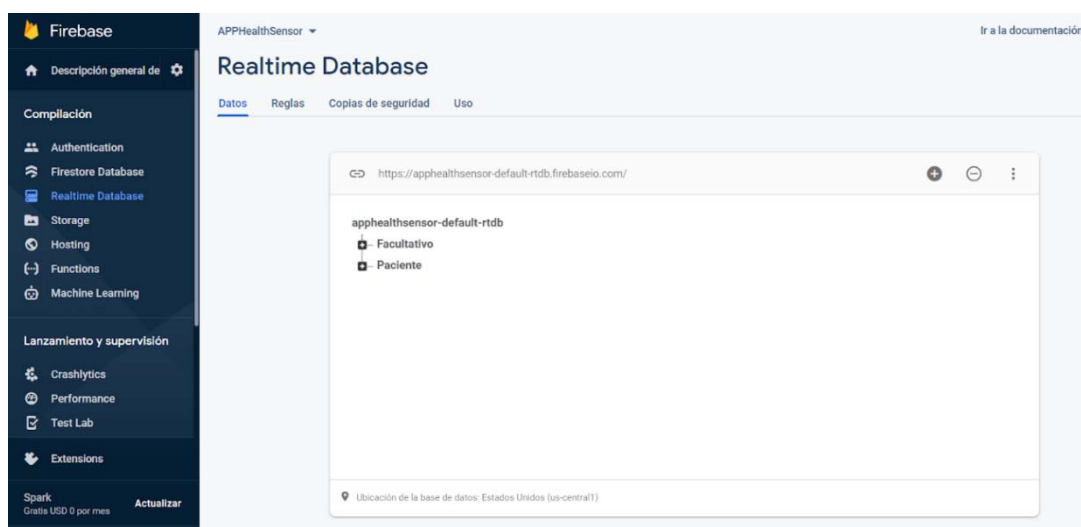 Firebase
Descripción general de
Compilación
Authentication
Firestore Database
Realtime Database
Storage
Hosting
Functions
Machine Learning
Lanzamiento y supervisión
Crashlytics
Performance
Test Lab
Extensions
Spark
Gratis USD 0 por mes
Actualizar
APPHealthSensor
Ir a la documentación
Realtime Database
Datos Reglas Copias de seguridad Uso
https://apphealthsensor-default-rtdb.firebaseio.com/
apphealthsensor-default-rtdb
Facultativo
Paciente
Ubicación de la base de datos: Estados Unidos (us-central1)